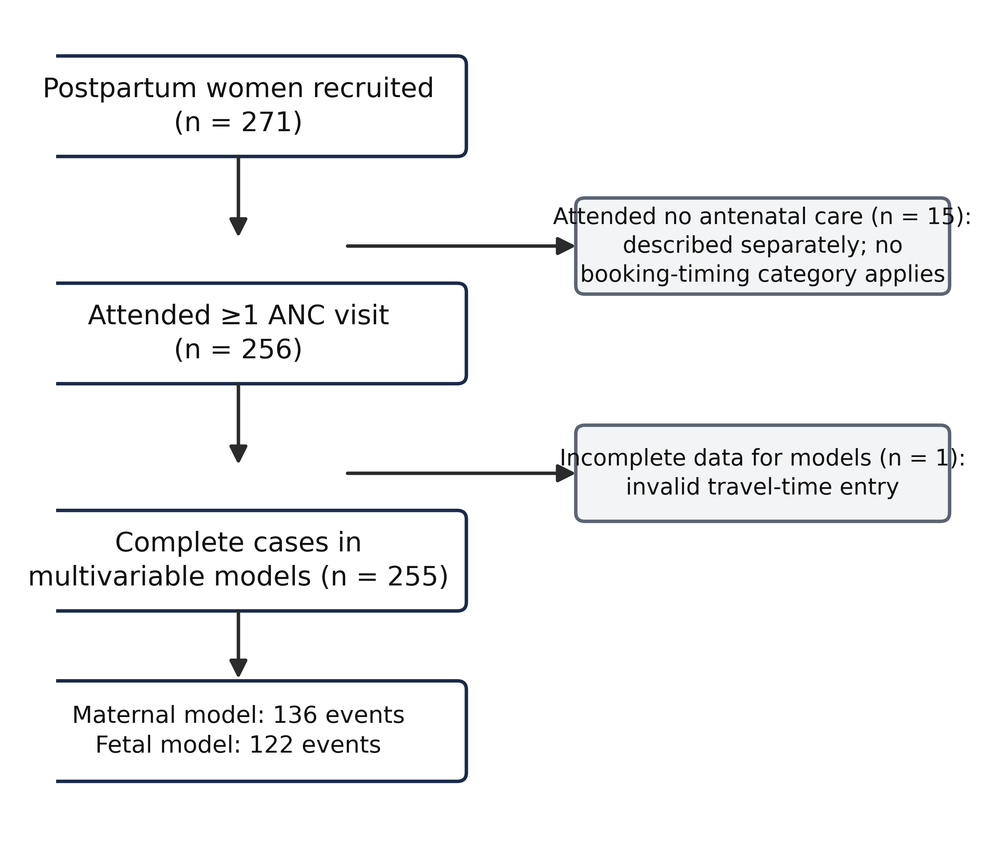 Postpartum women recruited
(n = 271)
Attended no antenatal care (n = 15):
described separately; no
booking-timing category applies
Attended ≥1 ANC visit
(n = 256)
Incomplete data for models (n = 1):
invalid travel-time entry
Complete cases in
multivariable models (n = 255)
Maternal model: 136 events
Fetal model: 122 events